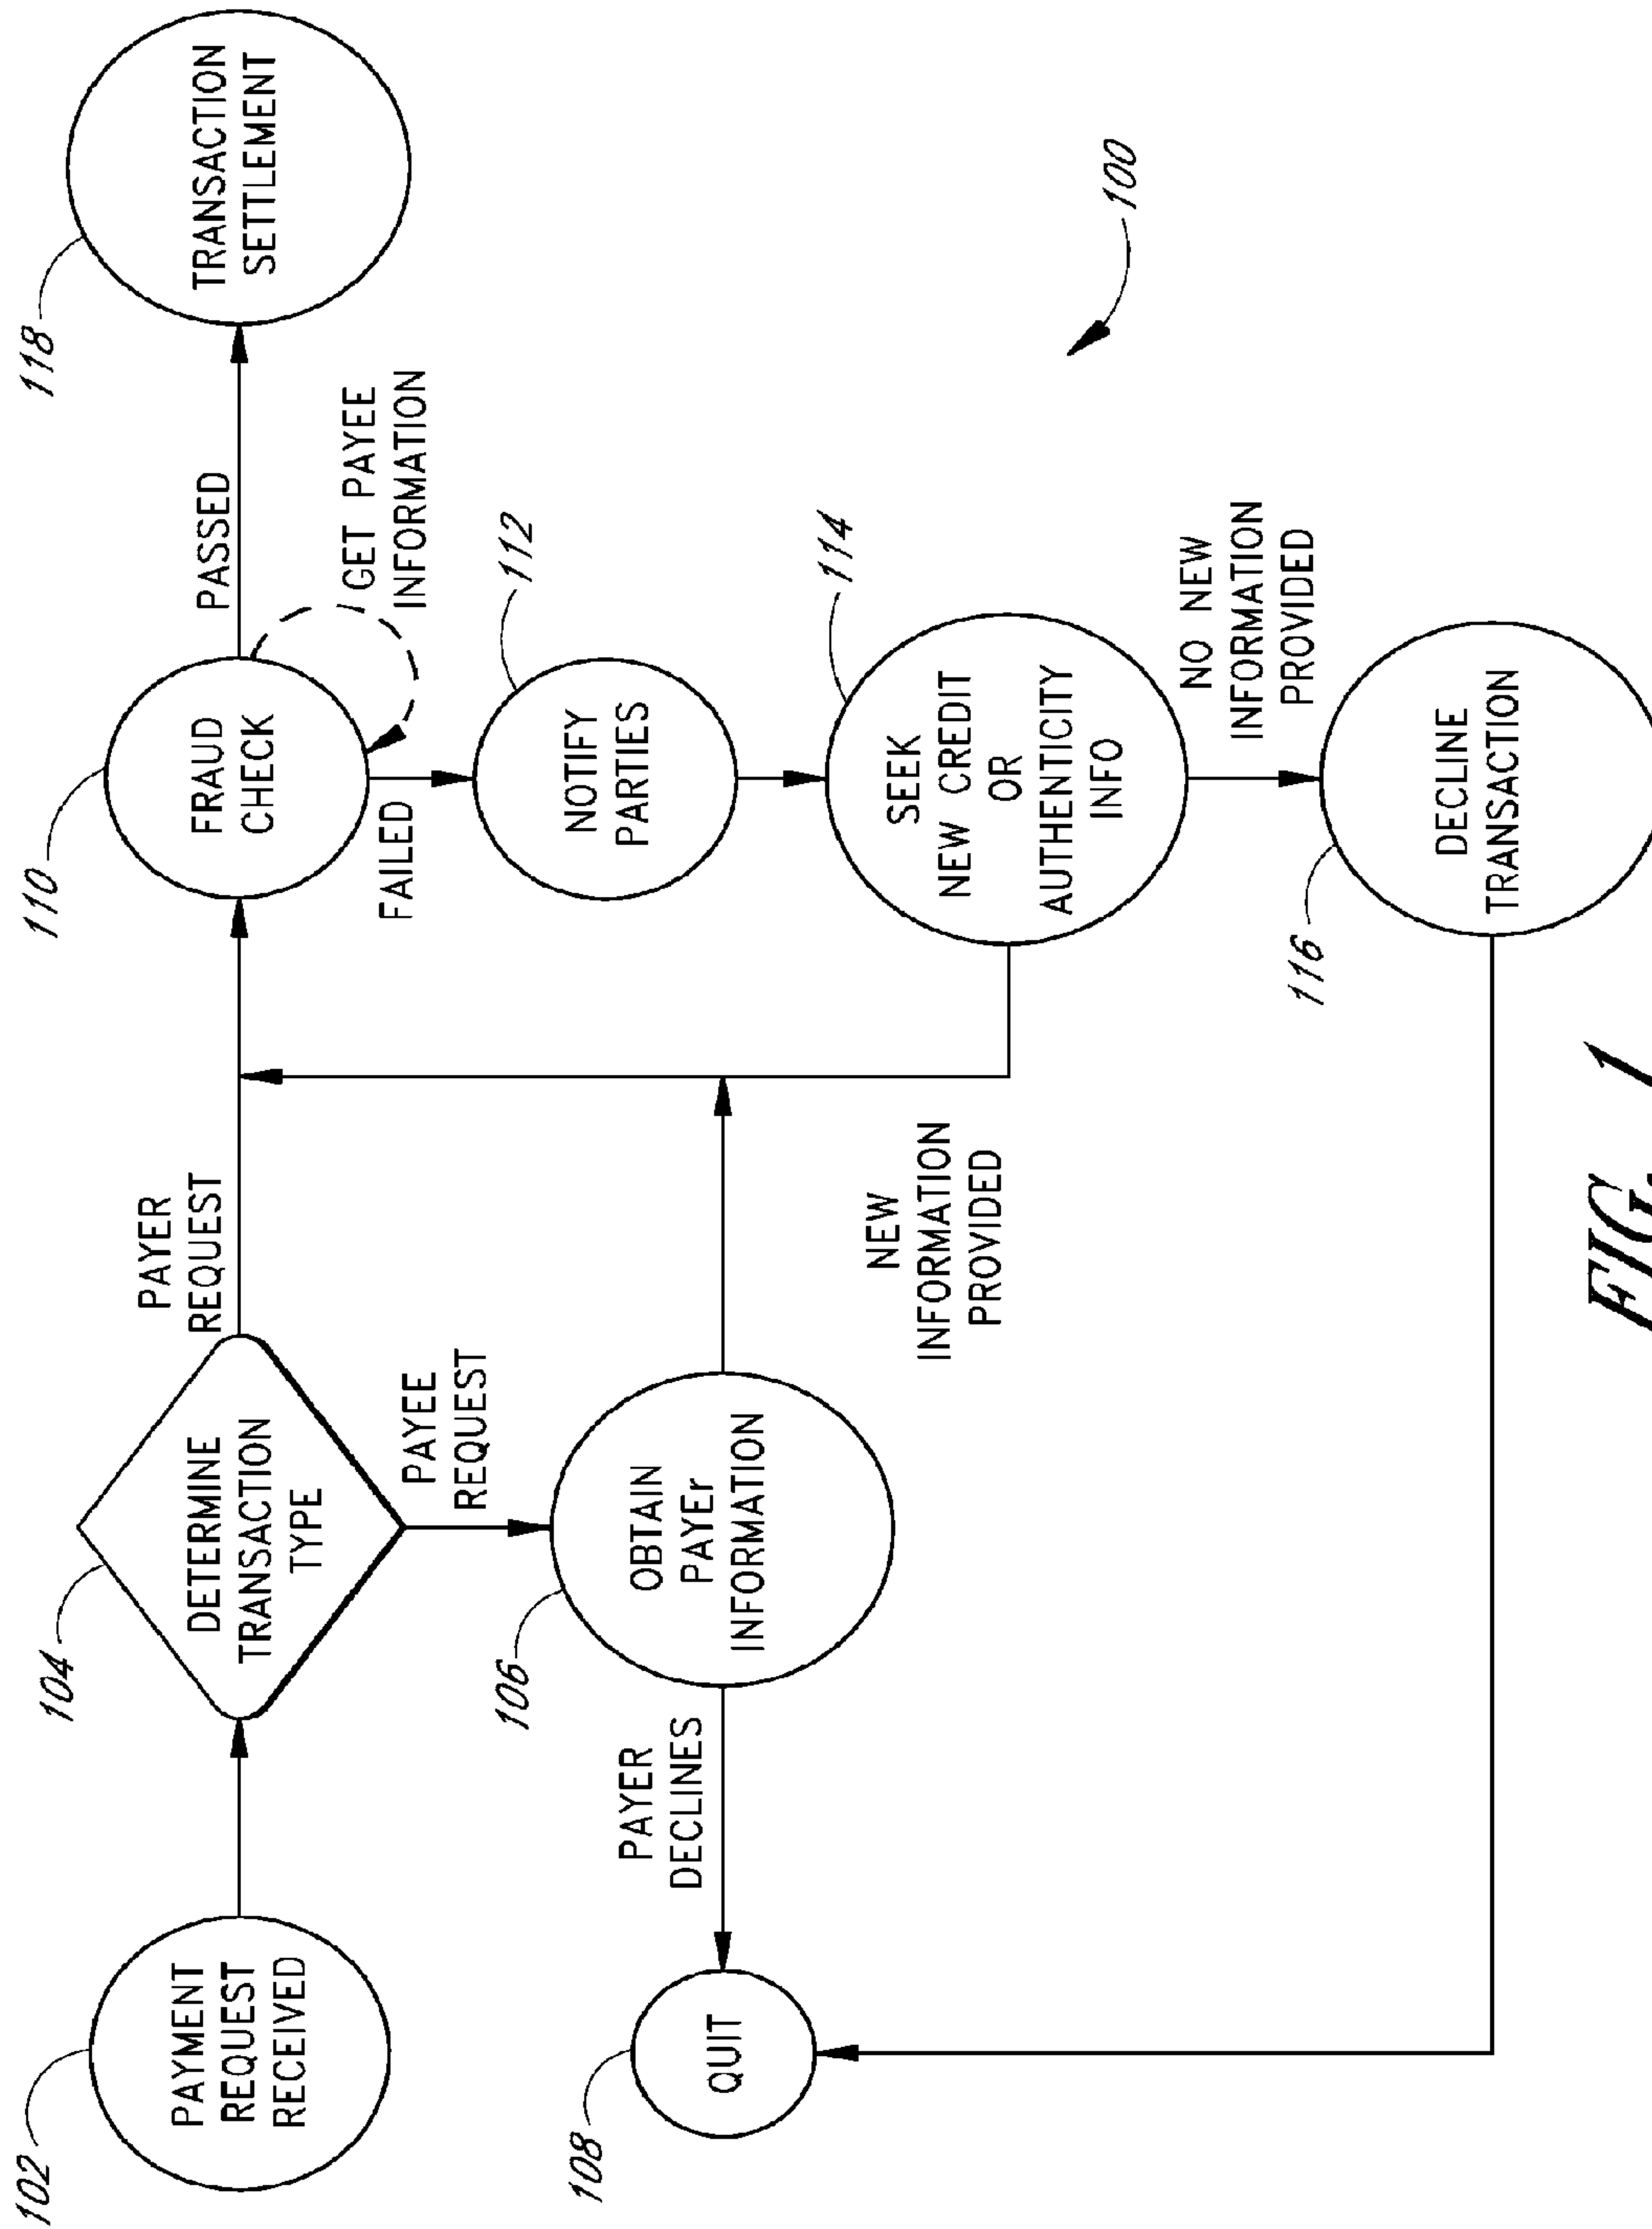 102
PAYMENT
REQUEST
RECEIVED
104
DETERMINE
TRANSACTION
TYPE
PAYER
REQUEST
110
FRAUD
CHECK
PASSED
118
TRANSACTION
SETTLEMENT
GET PAYEE
INFORMATION
FAILED
PAYEE
REQUEST
112
NOTIFY
PARTIES
108
QUIT
PAYER
DECLINES
106
OBTAIN
PAYEr
INFORMATION
NEW
INFORMATION
PROVIDED
114
SEEK
NEW CREDIT
OR
AUTHENTICITY
INFO
100
NO NEW
INFORMATION
PROVIDED
116
DECLINE
TRANSACTION
FIG. 1